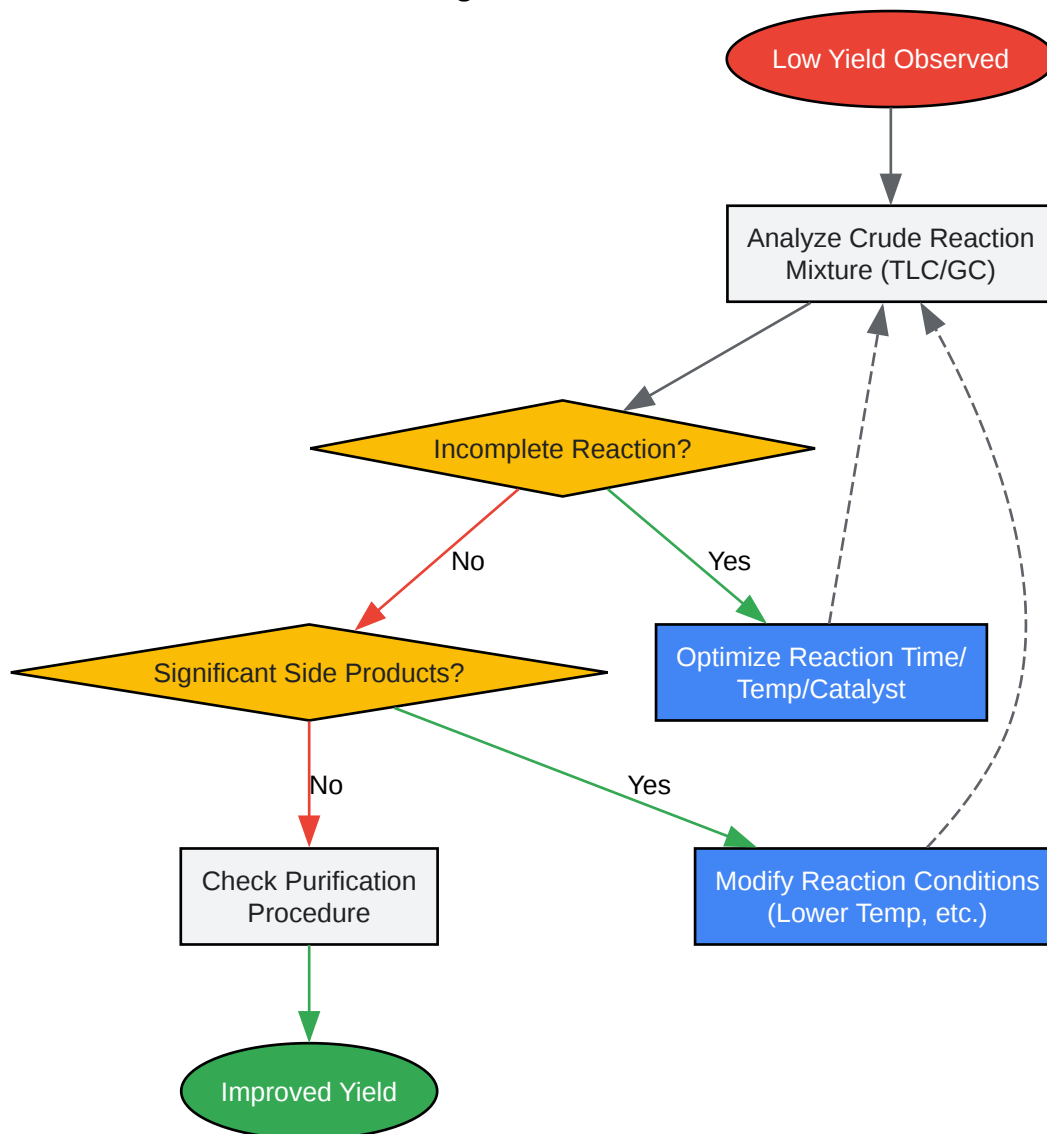 Low Yield Observed
Analyze Crude Reaction
Mixture (TLC/GC)
Incomplete Reaction?
No
Yes
Significant Side Products?
Optimize Reaction Time/
Temp/Catalyst
No
Yes
Check Purification
Procedure
Modify Reaction Conditions
(Lower Temp, etc.)
Improved Yield